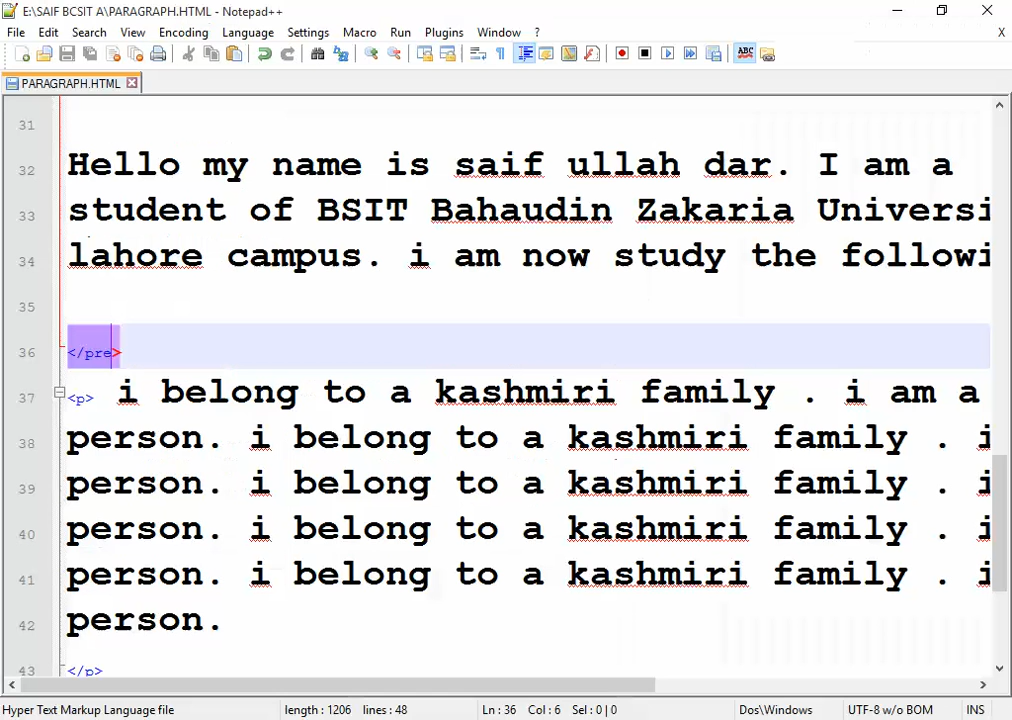 E:\SAIF BCSIT A\PARAGRAPH.HTML - Notepad++
File Edit Search View Encoding Language Settings Macro Run Plugins Window ? X
ABC
PARAGRAPH.HTML
31
32 Hello my name is saif ullah dar. I am a
33 student of BSIT Bahaudin Zakaria Universi
34 lahore campus. i am now study the followi
35
36 </pre>
37 <p> i belong to a kashmiri family . i am a
38 person. i belong to a kashmiri family . i
39 person. i belong to a kashmiri family . i
40 person. i belong to a kashmiri family . i
41 person. i belong to a kashmiri family . i
42 person.
43 </p>
Hyper Text Markup Language file length : 1206 lines : 48 Ln : 36 Col : 6 Sel : 0 | 0 Dos\Windows UTF-8 w/o BOM INS